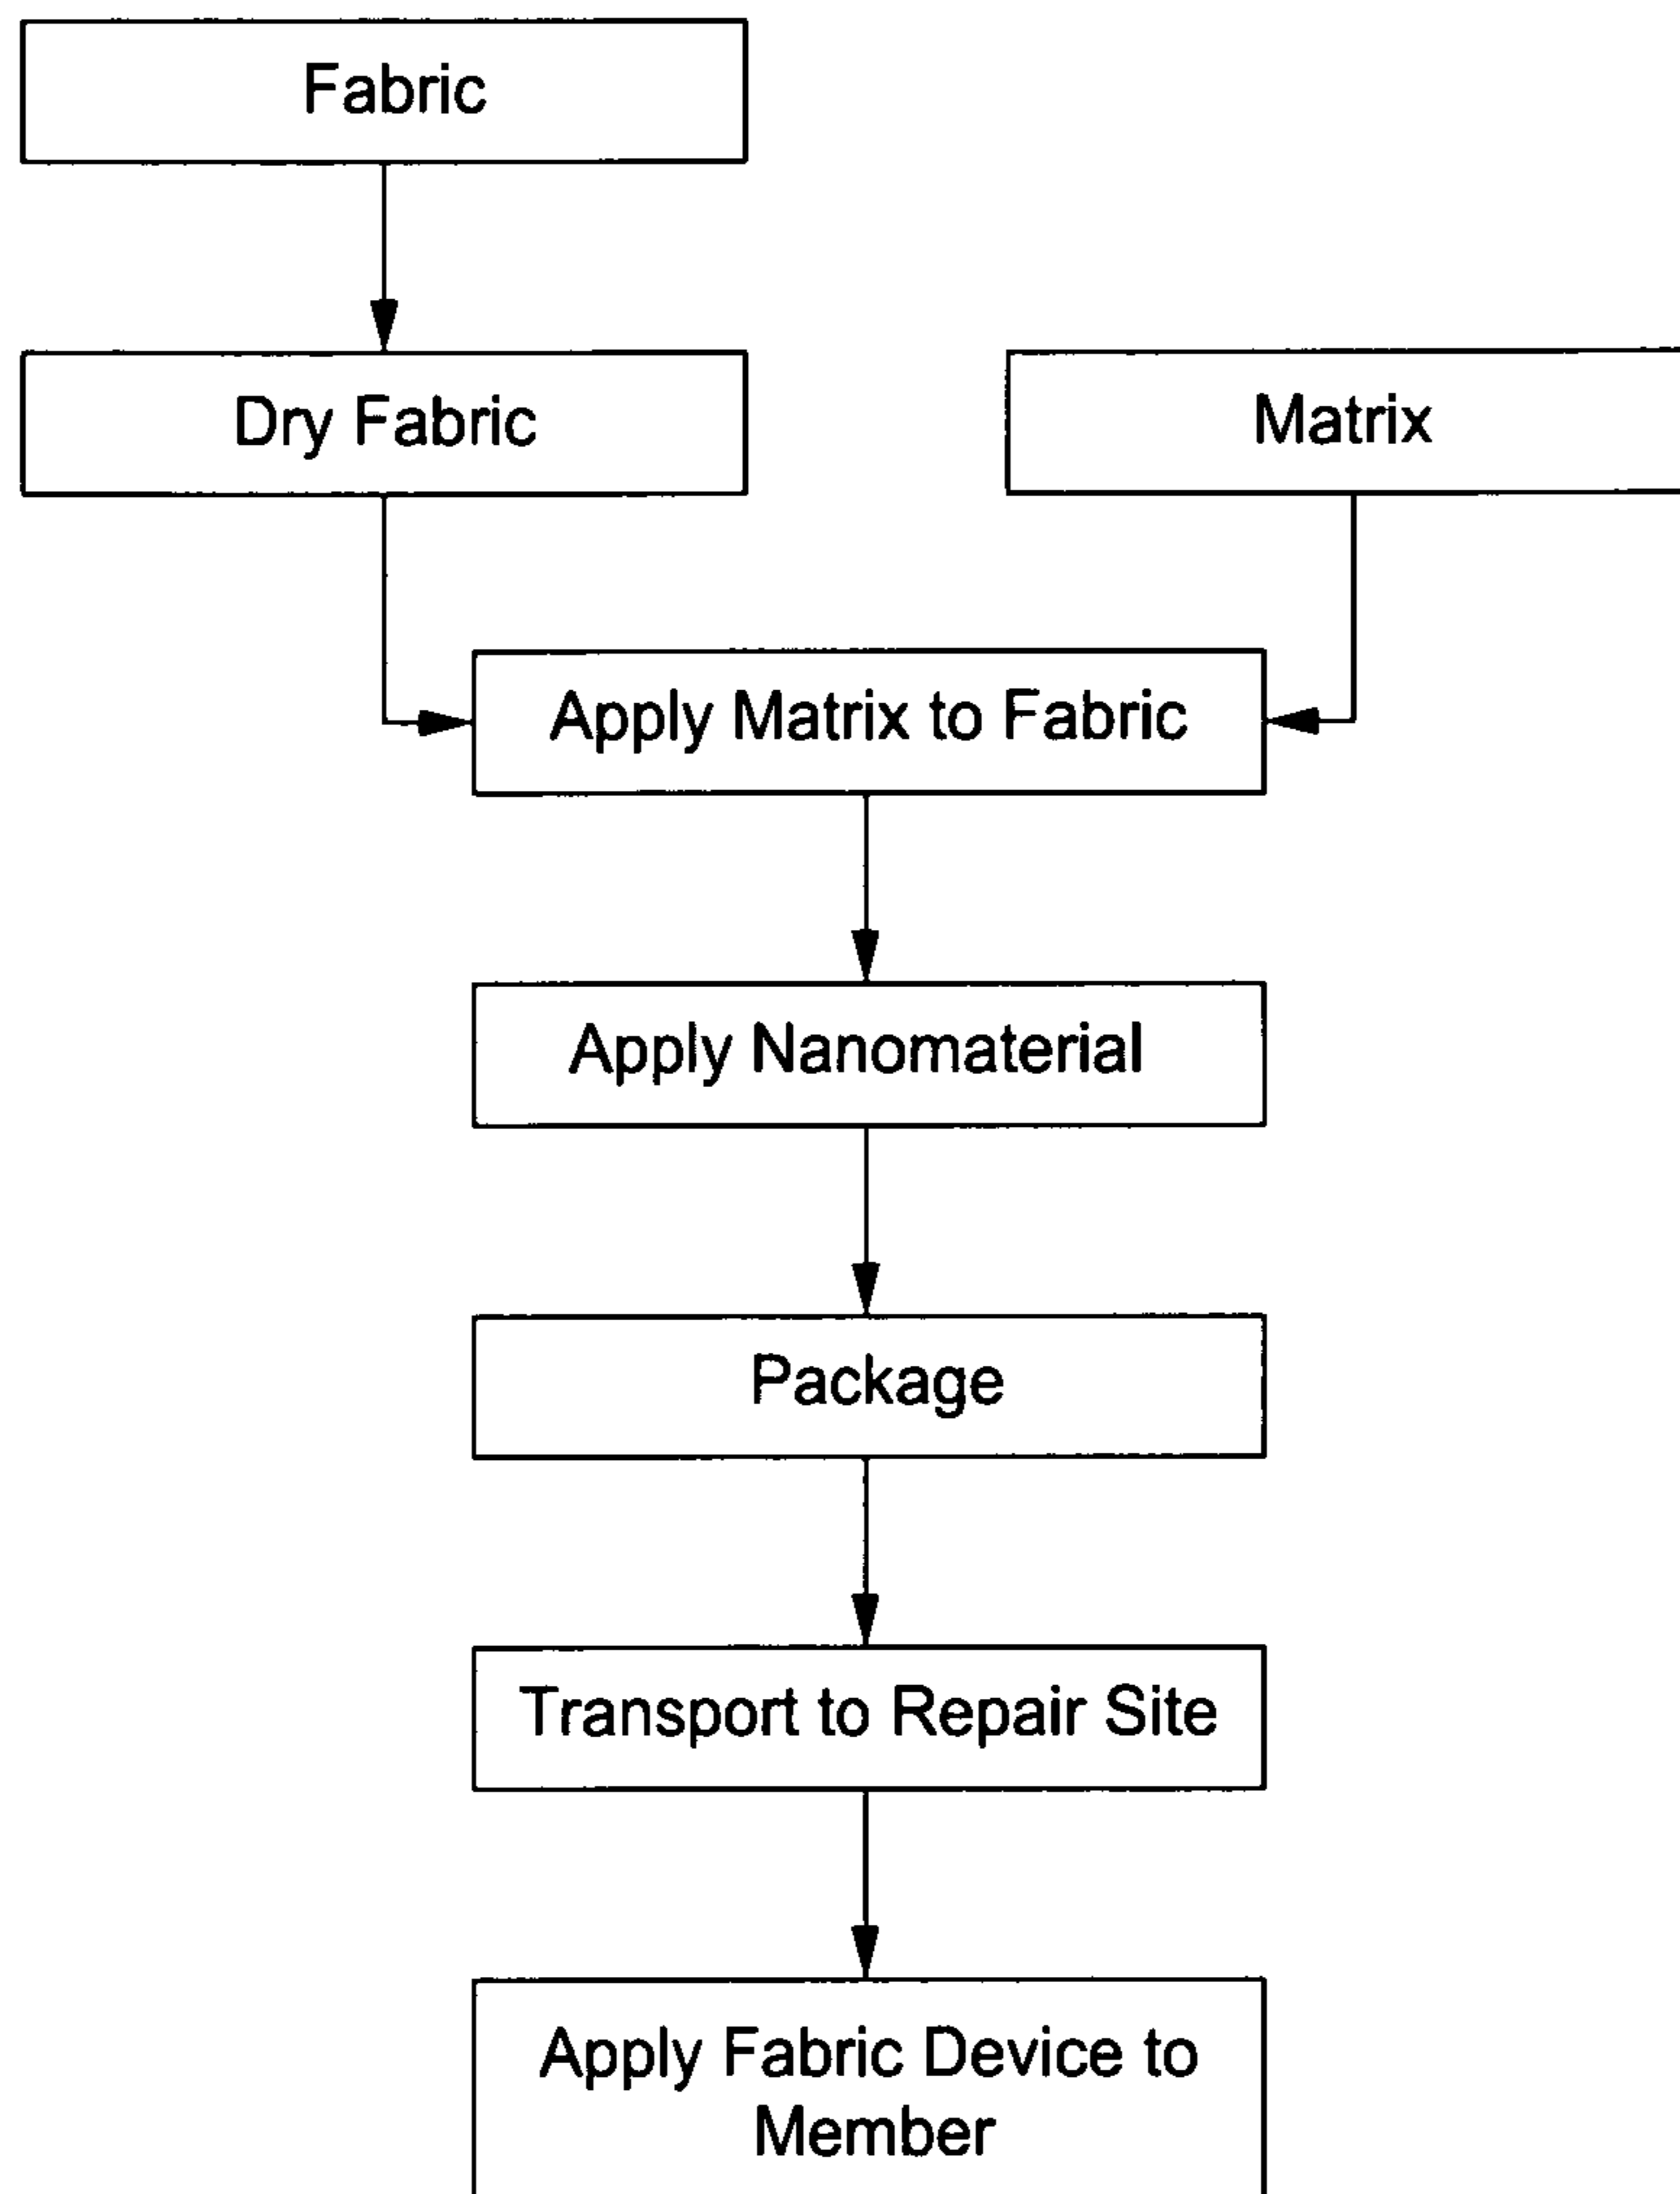 Fabric
Dry Fabric
Matrix
Apply Matrix to Fabric
Apply Nanomaterial
Package
Transport to Repair Site
Apply Fabric Device to
Member